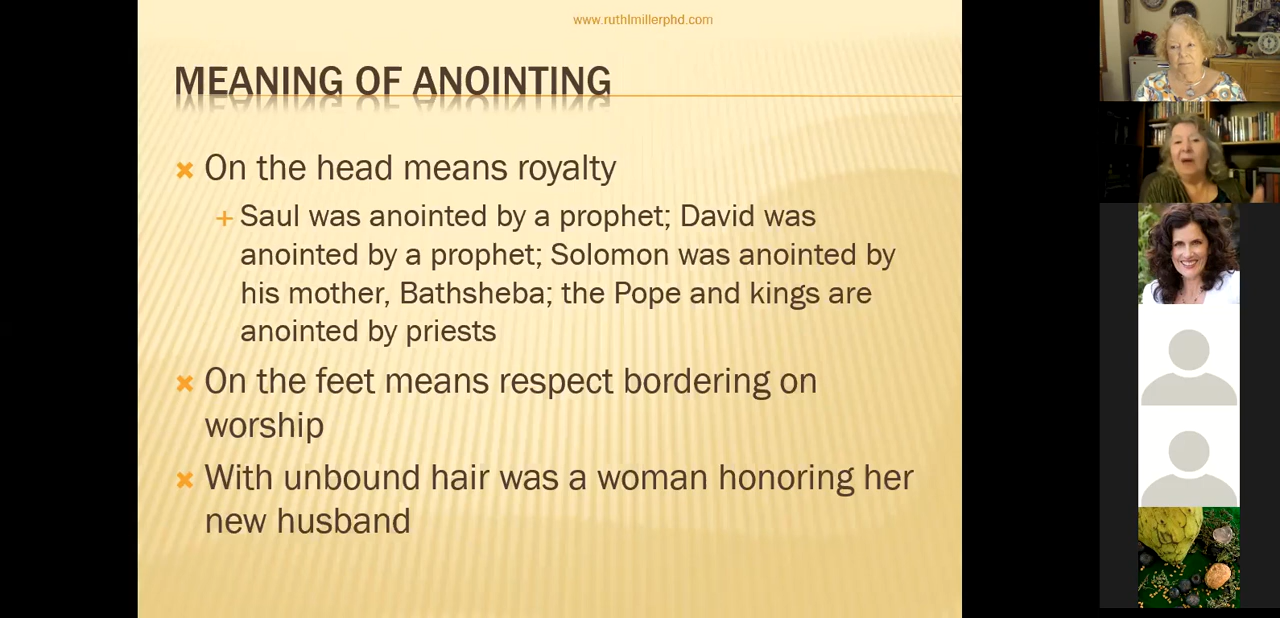 www.ruthlmillerphd.com
MEANING OF ANOINTING
On the head means royalty
Saul was anointed by a prophet; David was
anointed by a prophet; Solomon was anointed by
his mother, Bathsheba; the Pope and kings are
anointed by priests
On the feet means respect bordering on
worship
With unbound hair was a woman honoring her
new husband